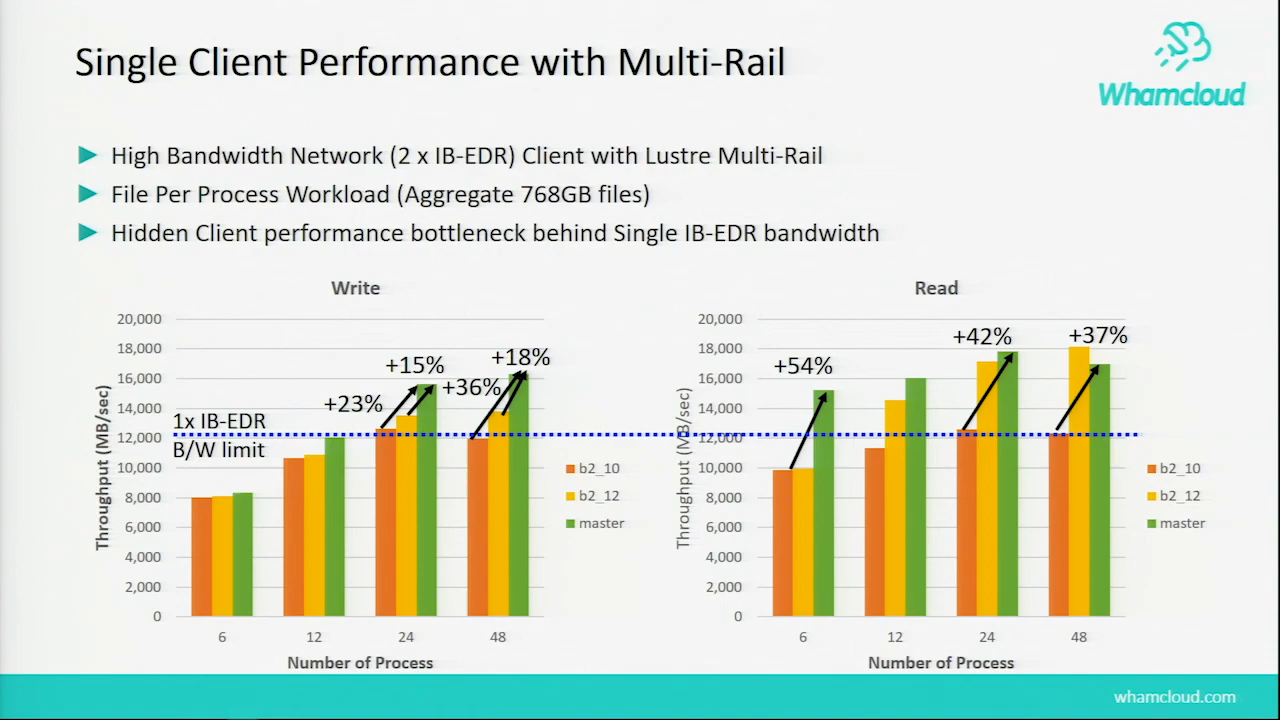 Single Client Performance with Multi-Rail
Whamcloud
High Bandwidth Network (2 x IB-EDR) Client with Lustre Multi-Rail
File Per Process Workload (Aggregate 768GB files)
Hidden Client performance bottleneck behind Single IB-EDR bandwidth
Write
20,000
18,000
16,000
14,000
12,000
10,000
8,000
6,000
4,000
2,000
0
Throughput (MB/sec)
1x IB-EDR
B/W limit
+23%
+15%
+36%
+18%
6
12
24
48
Number of Process
b2_10
b2_12
master
Read
20,000
18,000
16,000
14,000
12,000
10,000
8,000
6,000
4,000
2,000
0
Throughput (MB/sec)
+54%
+42%
+37%
6
12
24
48
Number of Process
b2_10
b2_12
master
whamcloud.com